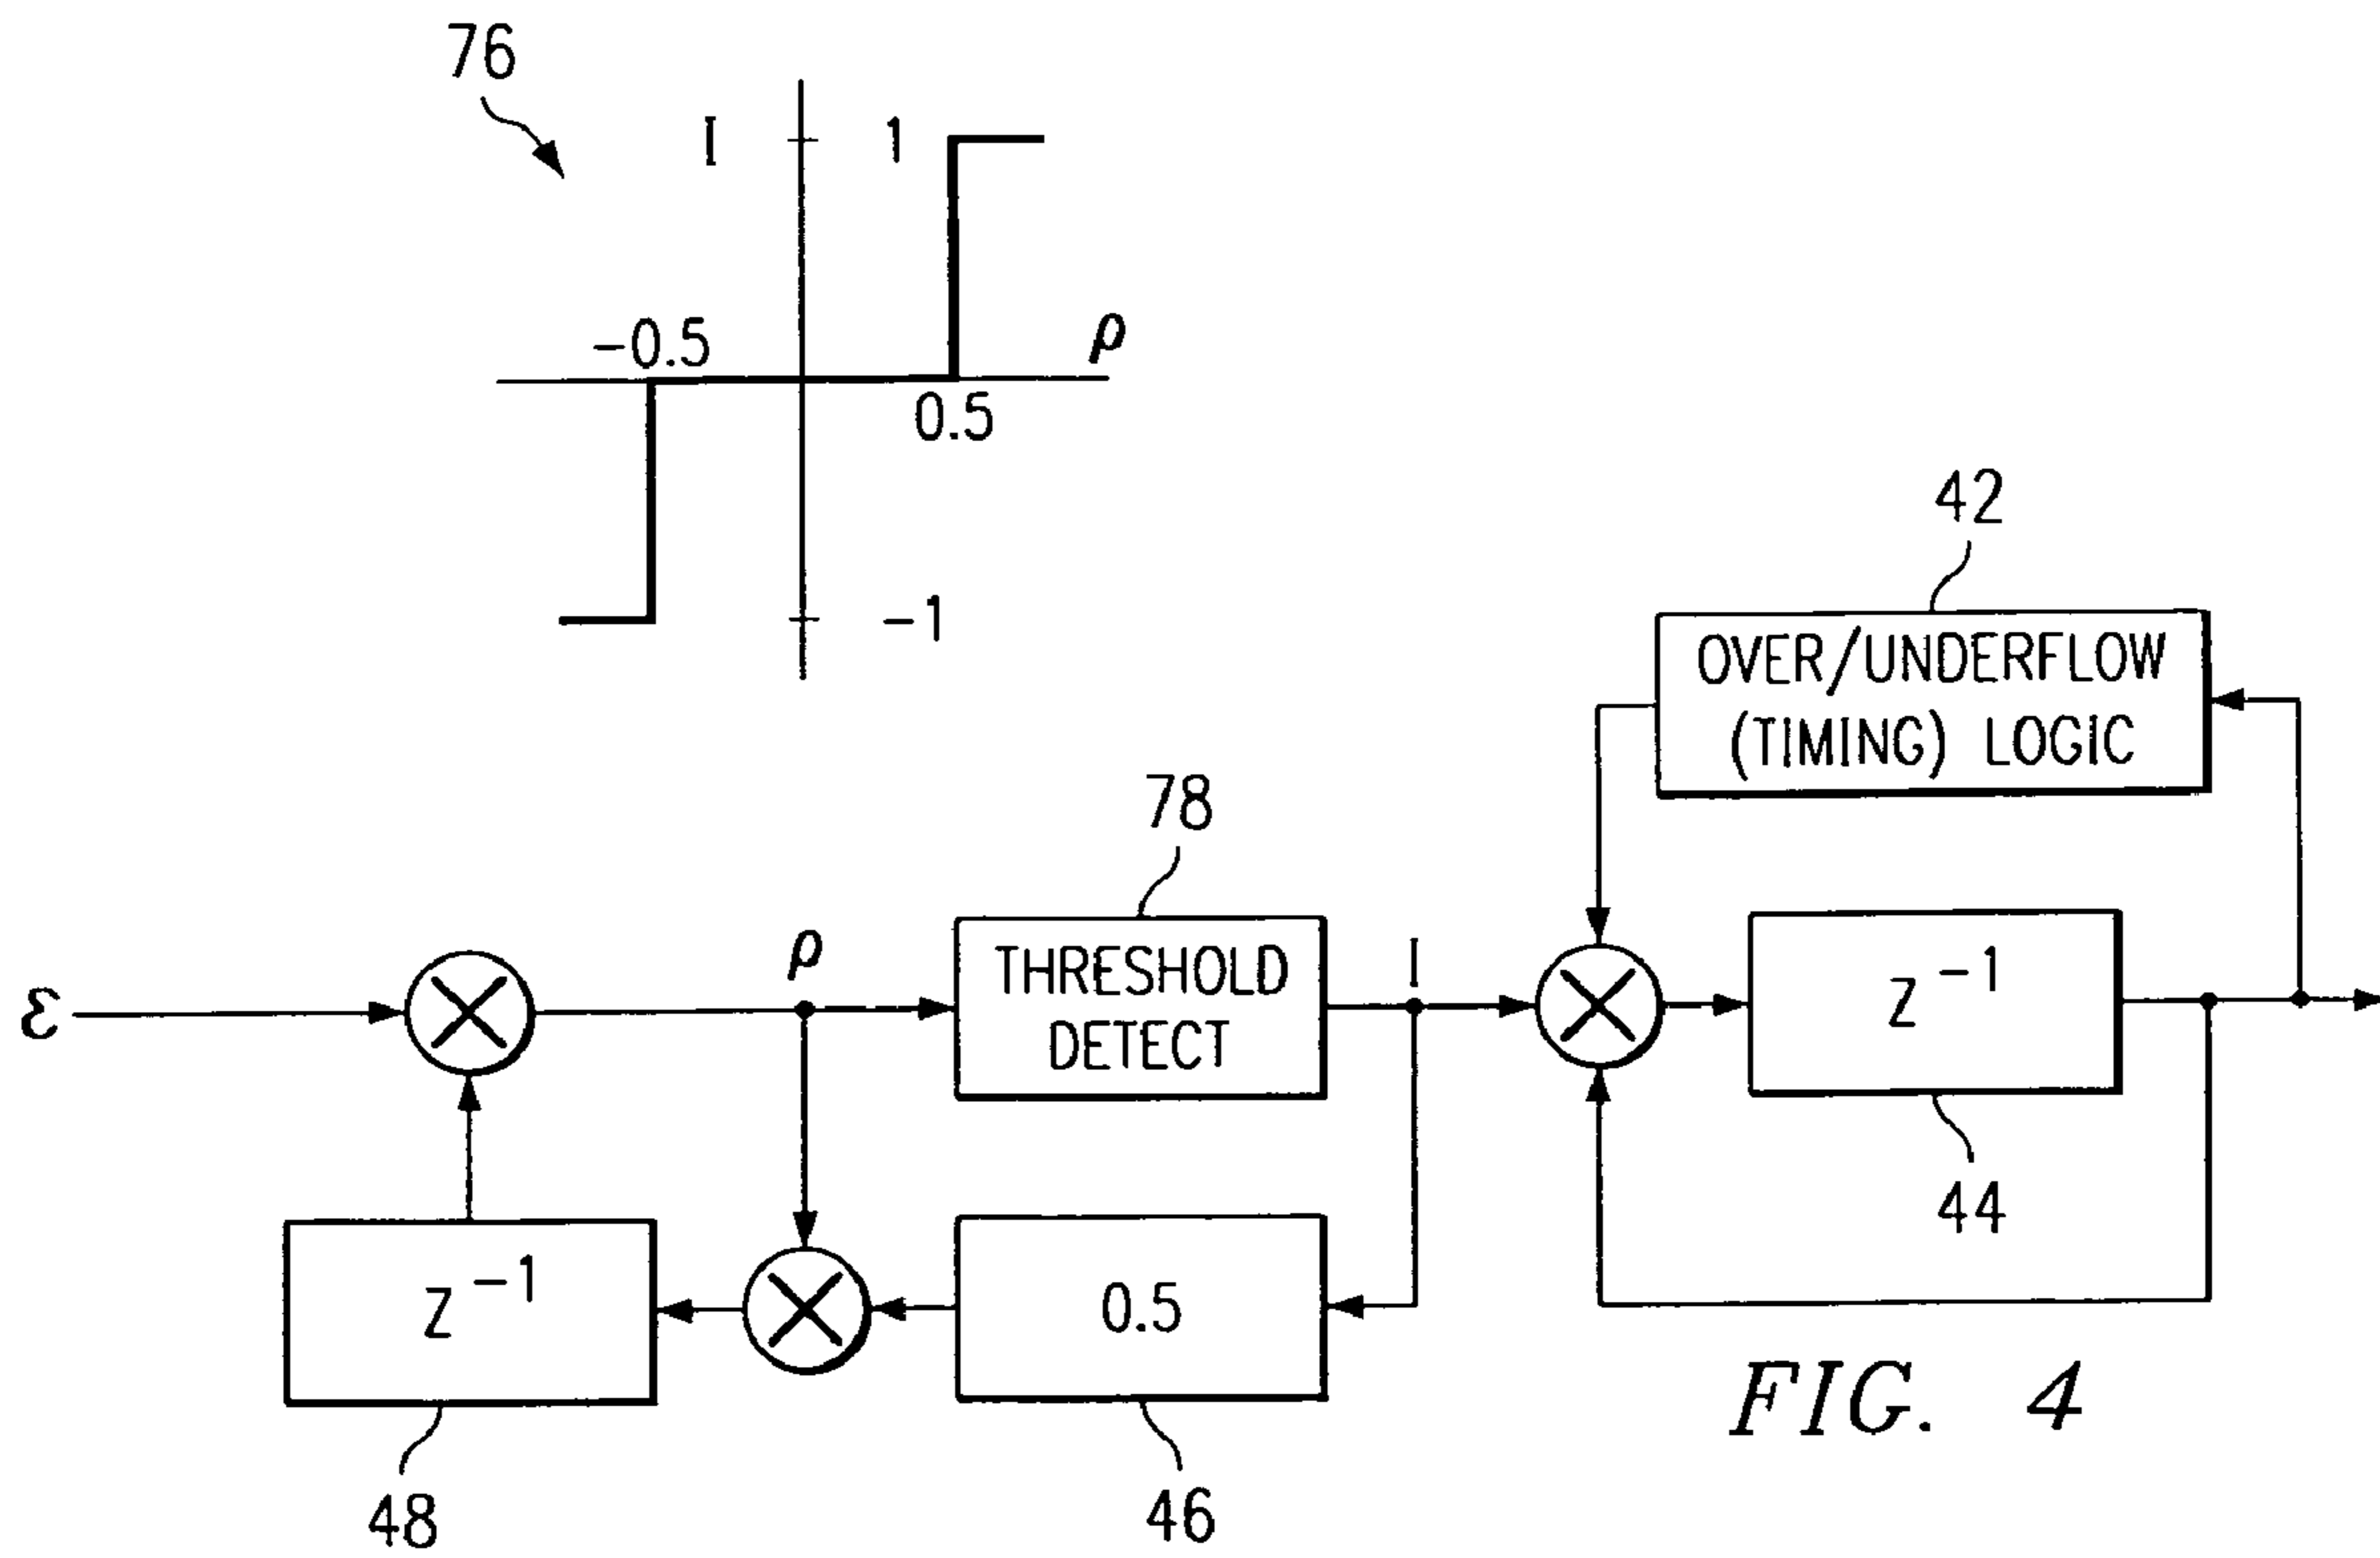 76
I
1
-0.5
ρ
0.5
-1
42
OVER/UNDERFLOW
(TIMING) LOGIC
78
ε
ρ
THRESHOLD
DETECT
I
z⁻¹
44
z⁻¹
0.5
48
46
FIG. 4